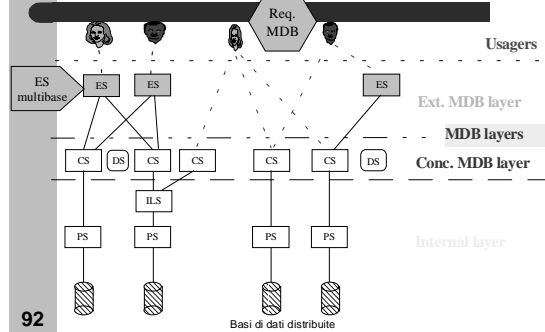 Req.
MDB
Usagers
ES
multibase
ES
ES
ES
Ext. MDB layer
MDB layers
CS
DS
CS
CS
CS
CS
DS
Conc. MDB layer
ILS
PS
PS
PS
PS
Internal layer
92
Basi di dati distribuite